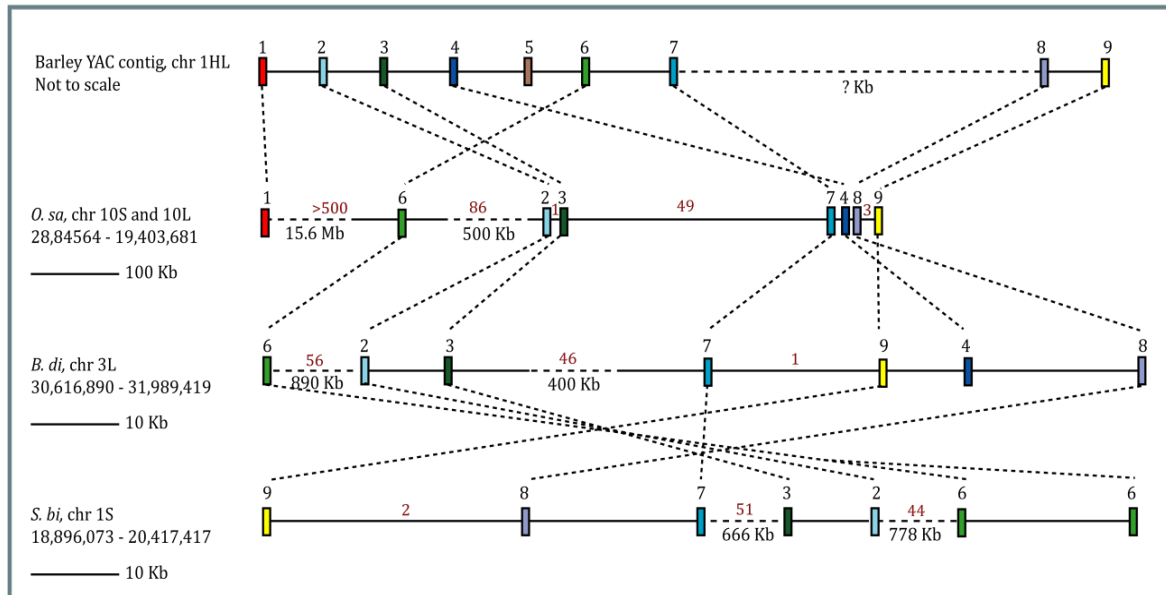 1 2 3 4 5 6 7 8 9
Barley YAC contig, chr 1HL
Not to scale
? Kb
1 6 2 3 7 4 8 9
>500 86 1 49 3
O. sa, chr 10S and 10L
15.6 Mb 500 Kb
28,84564 - 19,403,681
100 Kb
6 2 3 7 9 4 8
56 46 1
B. di, chr 3L
890 Kb 400 Kb
30,616,890 - 31,989,419
10 Kb
9 8 7 3 2 6 6
2 51 44
S. bi, chr 1S
666 Kb 778 Kb
18,896,073 - 20,417,417
10 Kb